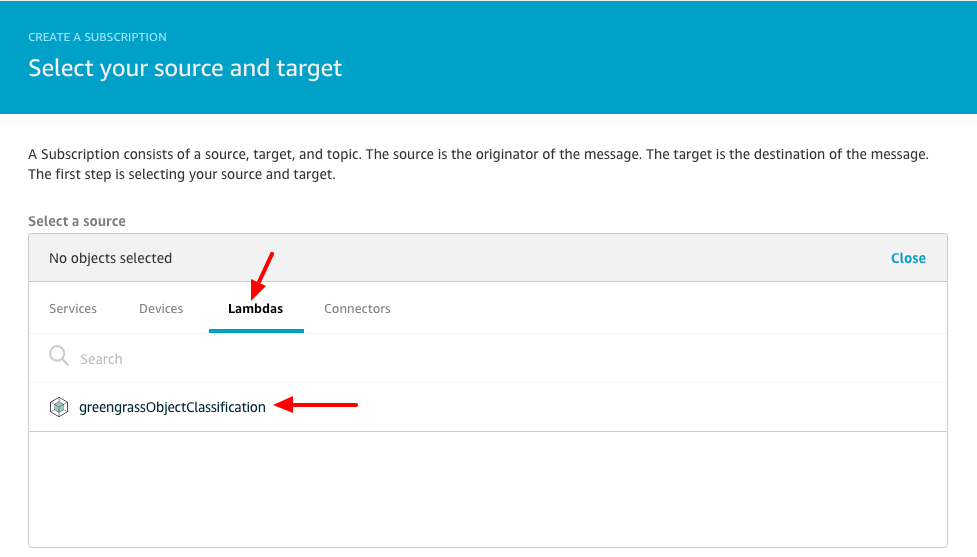 CREATE A SUBSCRIPTION
Select your source and target
A Subscription consists of a source, target, and topic. The source is the originator of the message. The target is the destination of the message.
The first step is selecting your source and target.
Select a source
No objects selected Close
Services Devices Lambdas Connectors
Search
greengrassObjectClassification